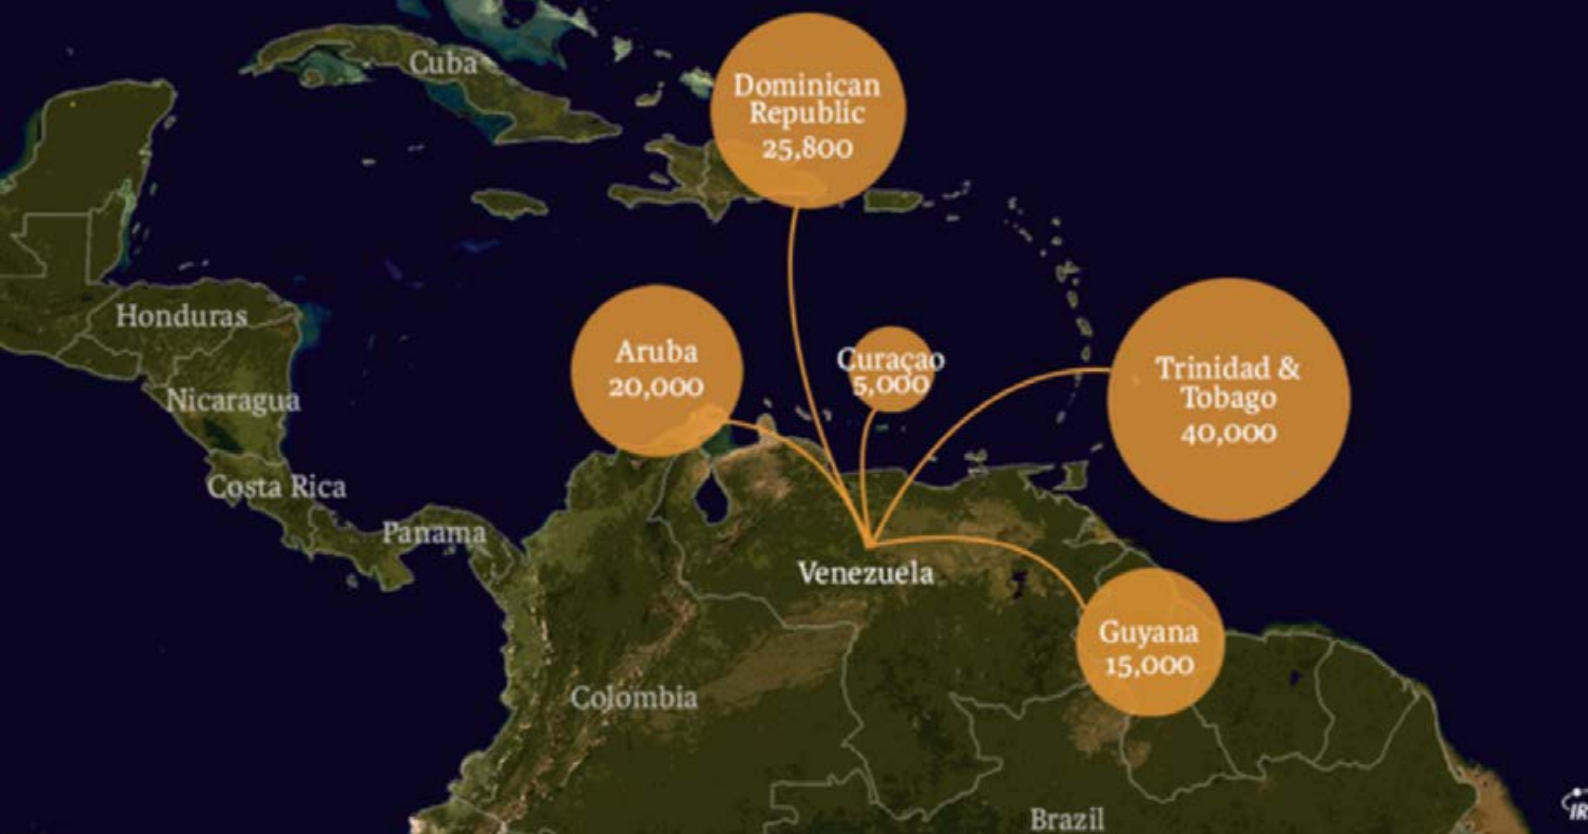 Cuba
Dominican
Republic
25,800
Honduras
Aruba
20,000
Curaçao
5,000
Trinidad &
Tobago
40,000
Nicaragua
Costa Rica
Panama
Venezuela
Guyana
15,000
Colombia
Brazil